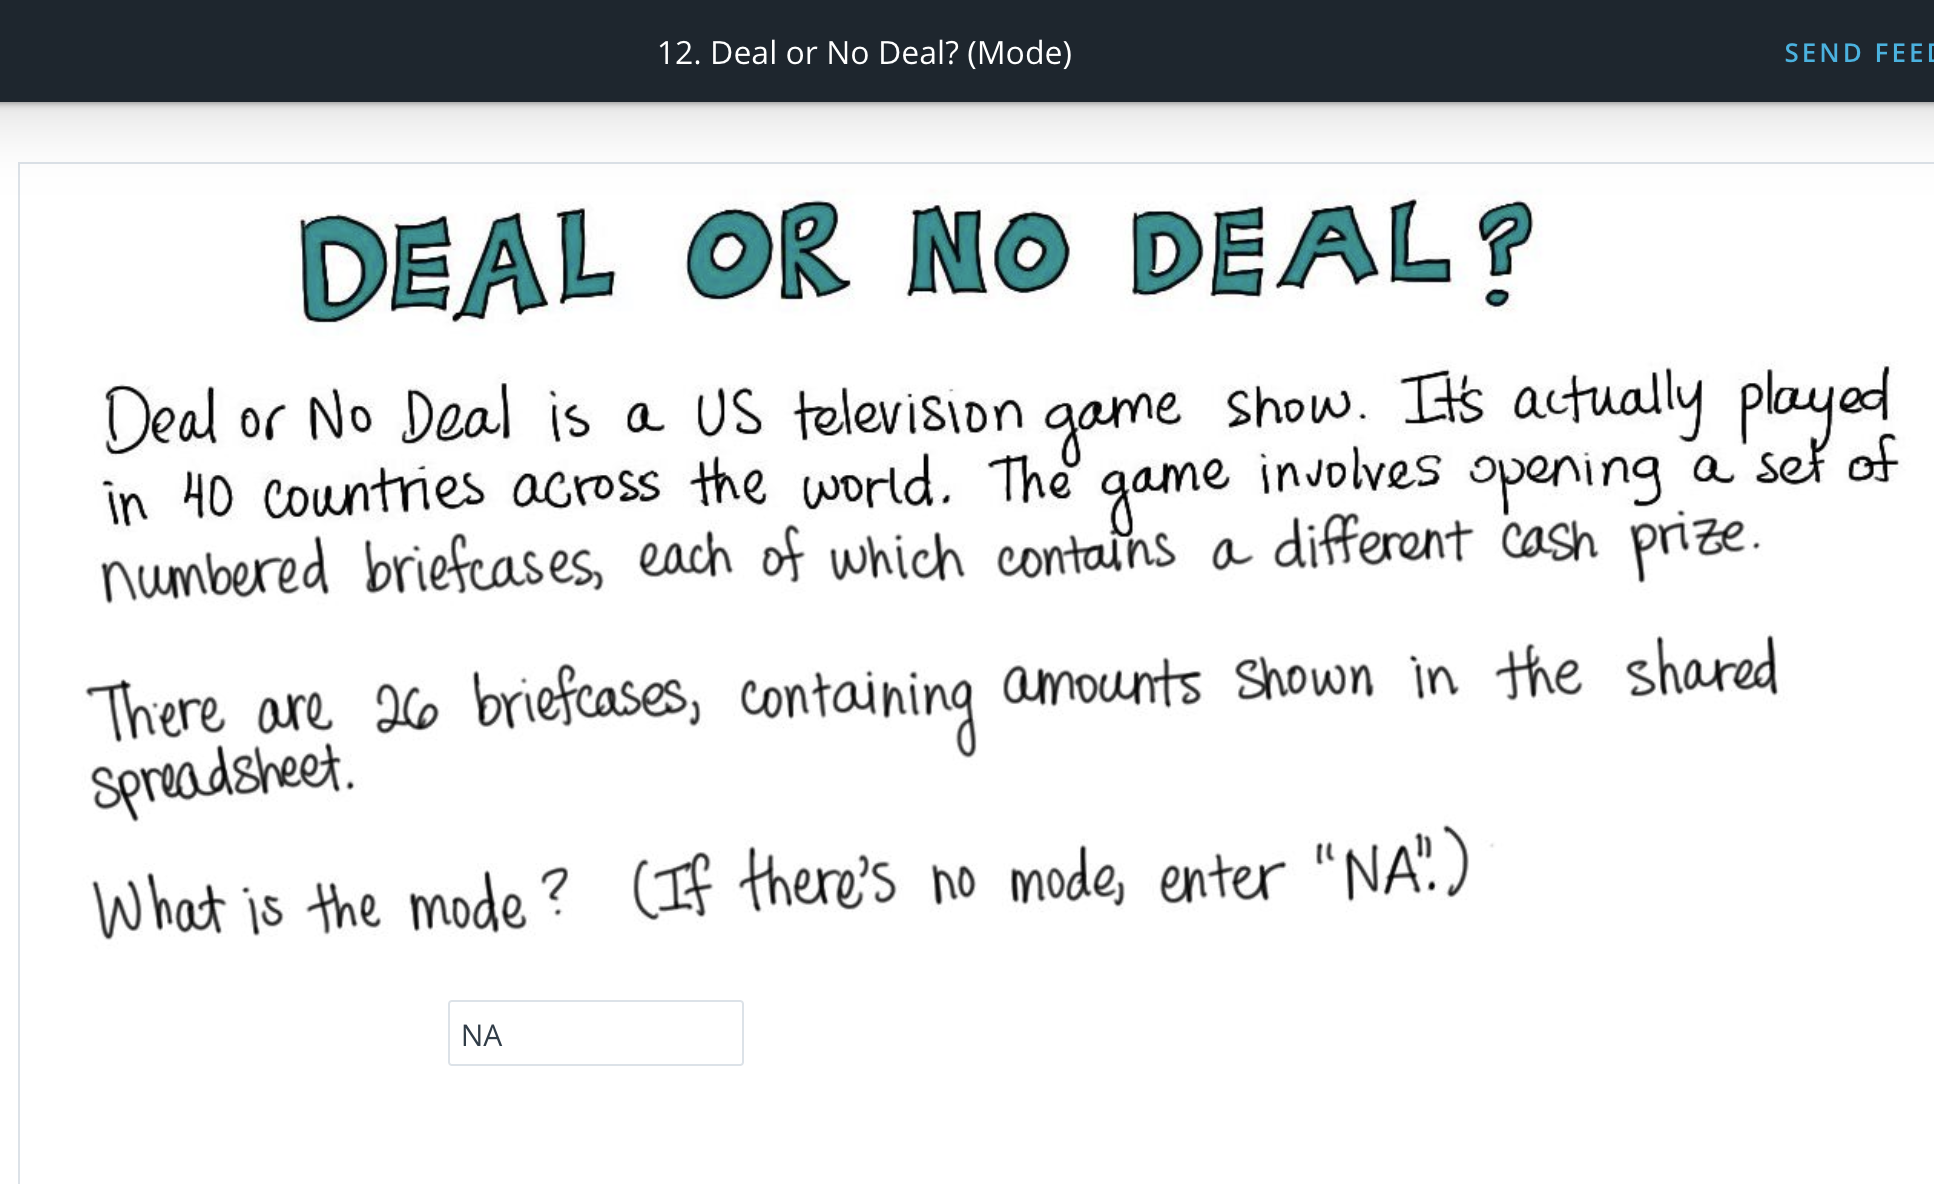 12. Deal or No Deal? (Mode)
SEND FEED
DEAL OR NO DEAL?
Deal or No Deal is a US television game show. It's actually played
in 40 countries across the world. The game involves opening a set of
numbered briefcases, each of which contains a different cash prize.
There are 26 briefcases, containing amounts shown in the shared
spreadsheet.
What is the mode? (If there's no mode, enter "NA".)
NA